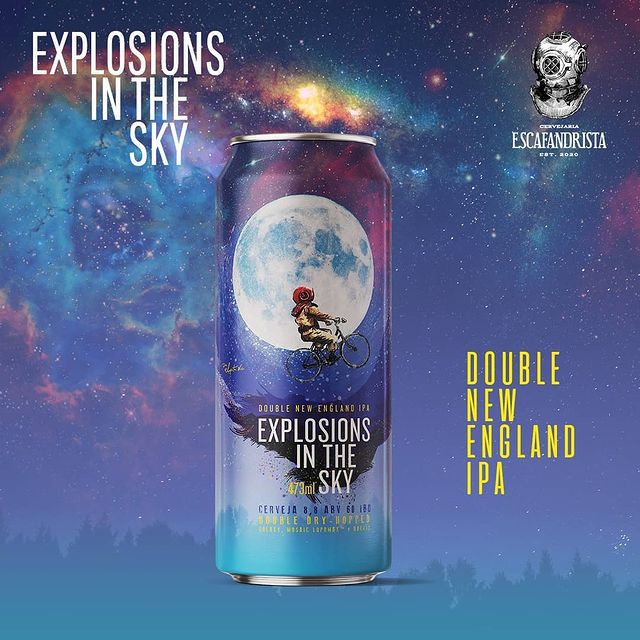 EXPLOSIONS
IN THE
SKY
CERVEJARIA
ESCAFANDRISTA
EST. 2020
DOUBLE NEW ENGLAND IPA
EXPLOSIONS
IN THE
473ml SKY
CERVEJA 8,8 ABV 60 IBU
DOUBLE DRY-HOPPED
DOUBLE
NEW
ENGLAND
IPA